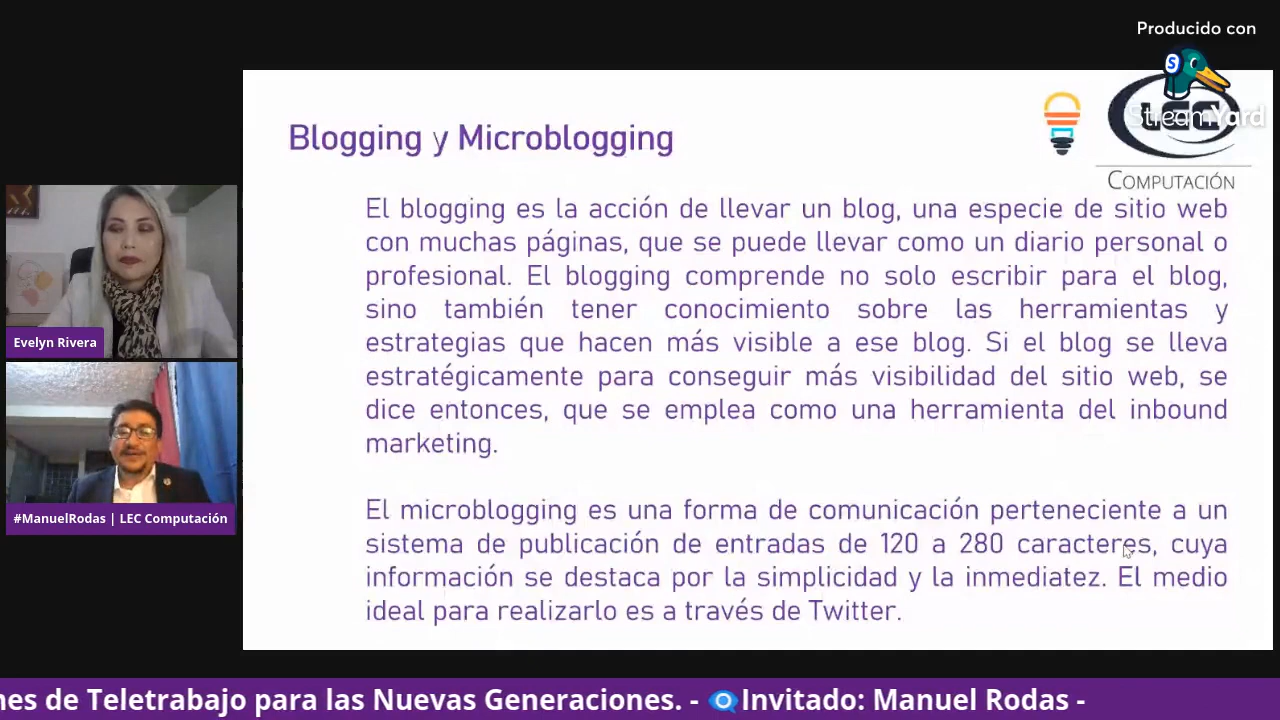 Producido con
StreamYard
LEC
COMPUTACIÓN
Blogging y Microblogging
El blogging es la acción de llevar un blog, una especie de sitio web
con muchas páginas, que se puede llevar como un diario personal o
profesional. El blogging comprende no solo escribir para el blog,
sino también tener conocimiento sobre las herramientas y
estrategias que hacen más visible a ese blog. Si el blog se lleva
estratégicamente para conseguir más visibilidad del sitio web, se
dice entonces, que se emplea como una herramienta del inbound
marketing.
El microblogging es una forma de comunicación perteneciente a un
sistema de publicación de entradas de 120 a 280 caracteres, cuya
información se destaca por la simplicidad y la inmediatez. El medio
ideal para realizarlo es a través de Twitter.
Evelyn Rivera
#ManuelRodas | LEC Computación
nes de Teletrabajo para las Nuevas Generaciones. - Invitado: Manuel Rodas -